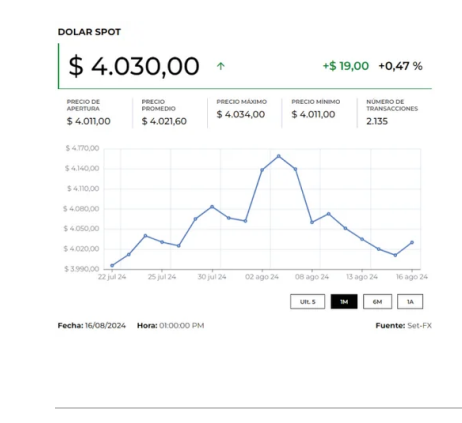 DOLAR SPOT
$ 4.030,00 ↑ +$ 19,00 +0,47 %
PRECIO DE APERTURA
$ 4.011,00
PRECIO PROMEDIO
$ 4.021,60
PRECIO MÁXIMO
$ 4.034,00
PRECIO MÍNIMO
$ 4.011,00
NÚMERO DE TRANSACCIONES
2.135
$ 4.170,00
$ 4.140,00
$ 4.110,00
$ 4.080,00
$ 4.050,00
$ 4.020,00
$ 3.990,00
22 jul 24 25 jul 24 30 jul 24 02 ago 24 08 ago 24 13 ago 24 16 ago 24
Ult. 5 1M 6M 1A
Fecha: 16/08/2024 Hora: 01:00:00 PM Fuente: Set-FX